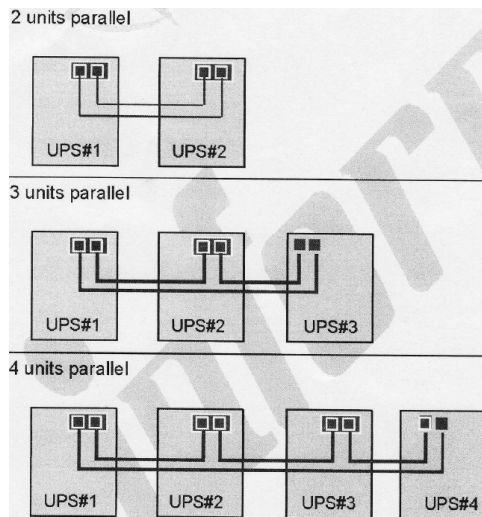 2 units parallel
UPS#1 UPS#2
3 units parallel
UPS#1 UPS#2 UPS#3
4 units parallel
UPS#1 UPS#2 UPS#3 UPS#4
infor